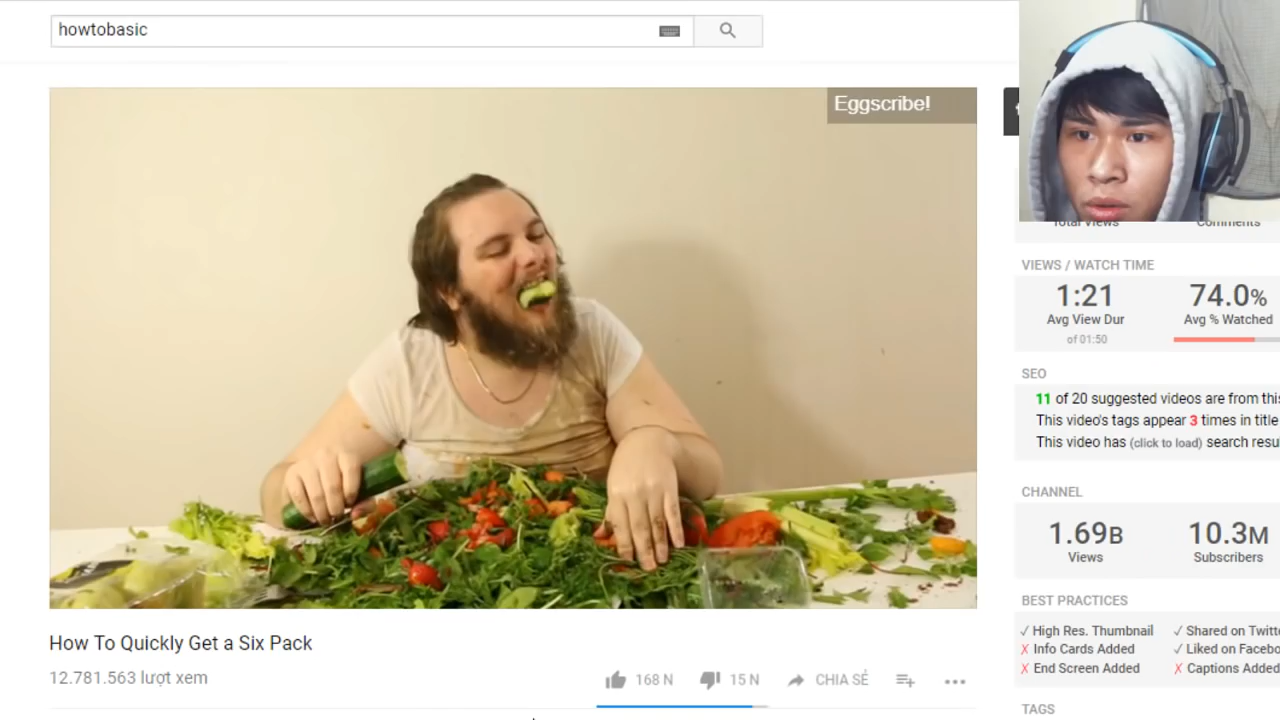 howtobasic
Eggscribe!
Total Views
Comments
VIEWS / WATCH TIME
1:21
74.0%
Avg View Dur
Avg % Watched
of 01:50
SEO
11 of 20 suggested videos are from this
This video's tags appear 3 times in title
This video has (click to load) search
CHANNEL
1.69B
10.3M
Views
Subscribers
BEST PRACTICES
✓ High Res. Thumbnail
✓ Shared on
X Info Cards Added
✓ Liked on
X End Screen Added
X Captions Added
TAGS
How To Quickly Get a Six Pack
12.781.563 lượt xem
168 N
15 N
CHIA SẺ